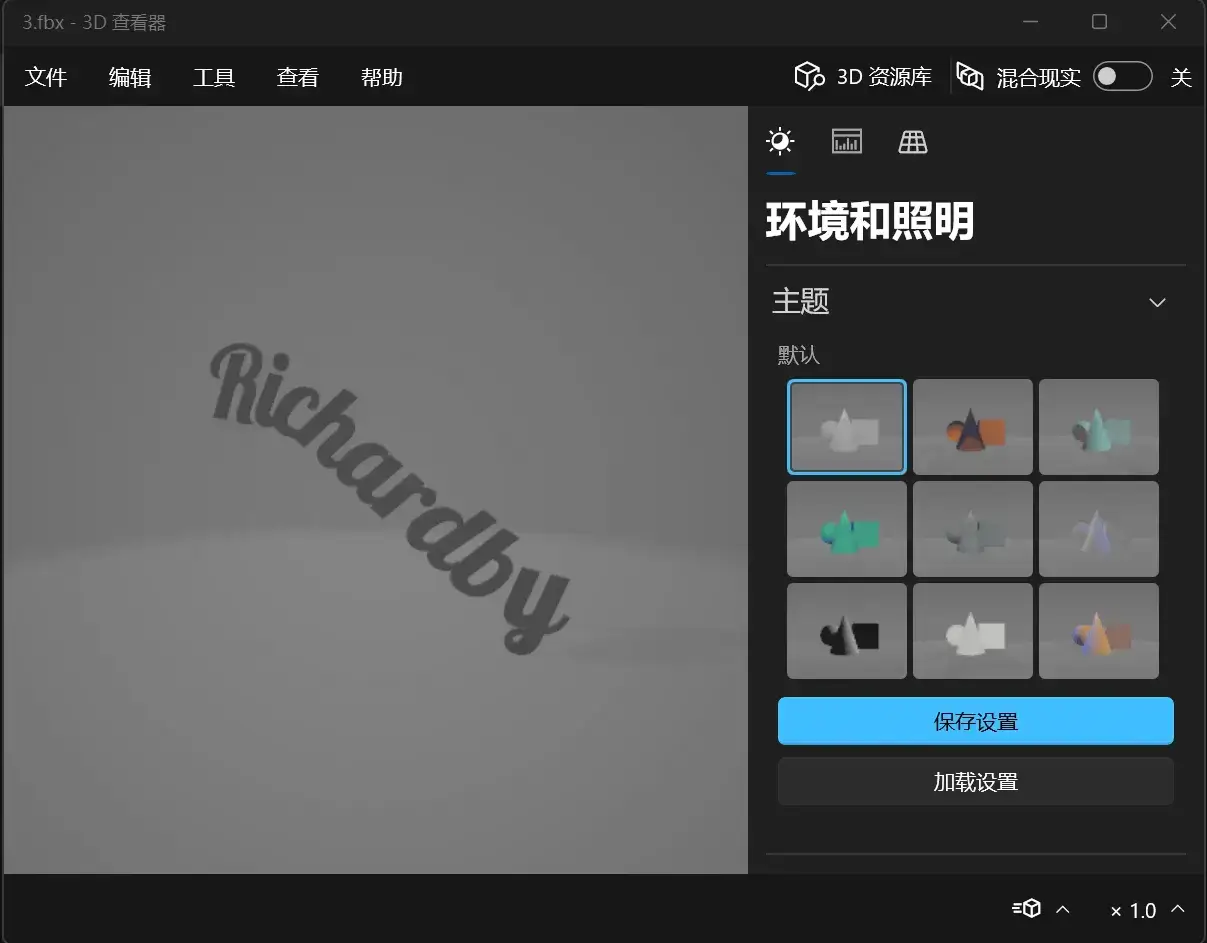 3.fbx - 3D 查看器
文件 编辑 工具 查看 帮助 3D 资源库 混合现实 关
环境和照明
主题
默认
Richardby
保存设置
加载设置
× 1.0